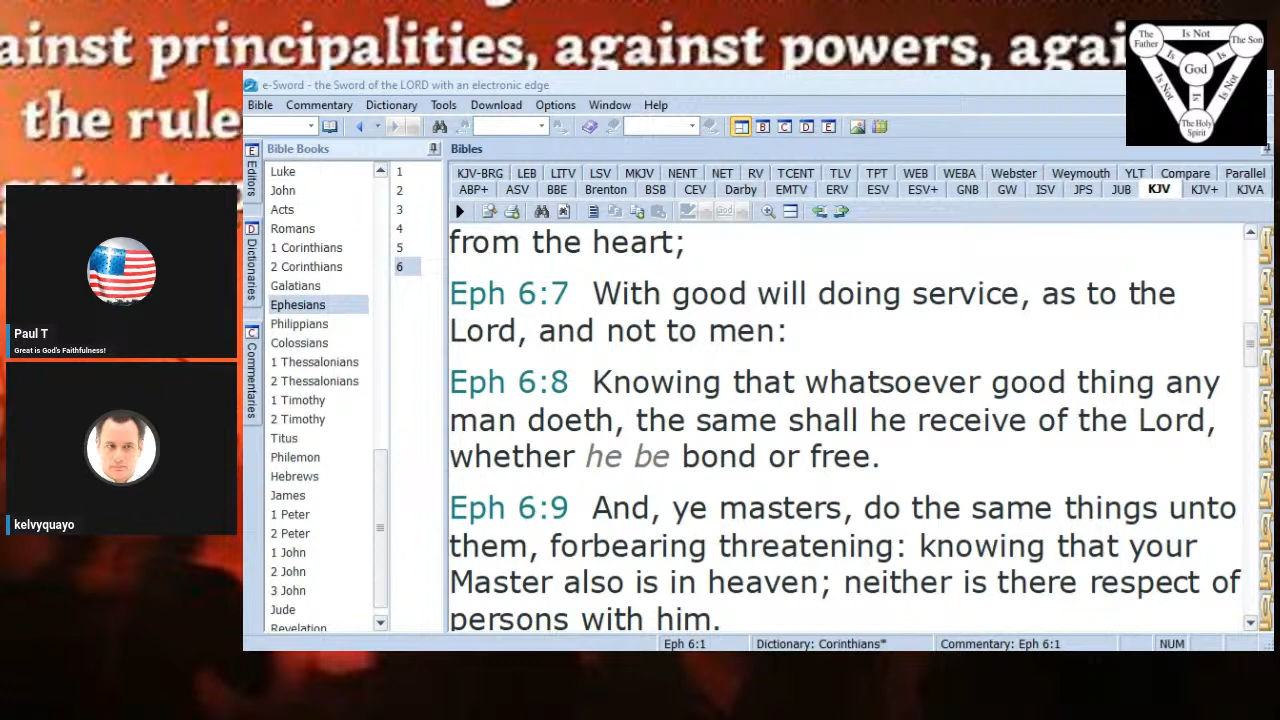 ainst principalities, against powers, agai
the rule
The Father
Is Not
The Son
Is
Is
God
Is Not
Is
Is Not
The Holy Spirit
e-Sword - the Sword of the LORD with an electronic edge
Bible Commentary Dictionary Tools Download Options Window Help
B C D E
E Editors
D Dictionaries
C Commentaries
Bible Books
Luke
John
Acts
Romans
1 Corinthians
2 Corinthians
Galatians
Ephesians
Philippians
Colossians
1 Thessalonians
2 Thessalonians
1 Timothy
2 Timothy
Titus
Philemon
Hebrews
James
1 Peter
2 Peter
1 John
2 John
3 John
Jude
Revelation
1
2
3
4
5
6
Bibles
KJV-BRG LEB LITV LSV MKJV NENT NET RV TCENT TLV TPT WEB WEBA Webster Weymouth YLT Compare Parallel
ABP+ ASV BBE Brenton BSB CEV Darby EMTV ERV ESV ESV+ GNB GW ISV JPS JUB KJV KJV+ KJVA
from the heart;
Eph 6:7 With good will doing service, as to the
Lord, and not to men:
Eph 6:8 Knowing that whatsoever good thing any
man doeth, the same shall he receive of the Lord,
whether he be bond or free.
Eph 6:9 And, ye masters, do the same things unto
them, forbearing threatening: knowing that your
Master also is in heaven; neither is there respect of
persons with him.
Eph 6:1 Dictionary: Corinthians* Commentary: Eph 6:1 NUM
Paul T
Great is God's Faithfulness!
kelvyquayo